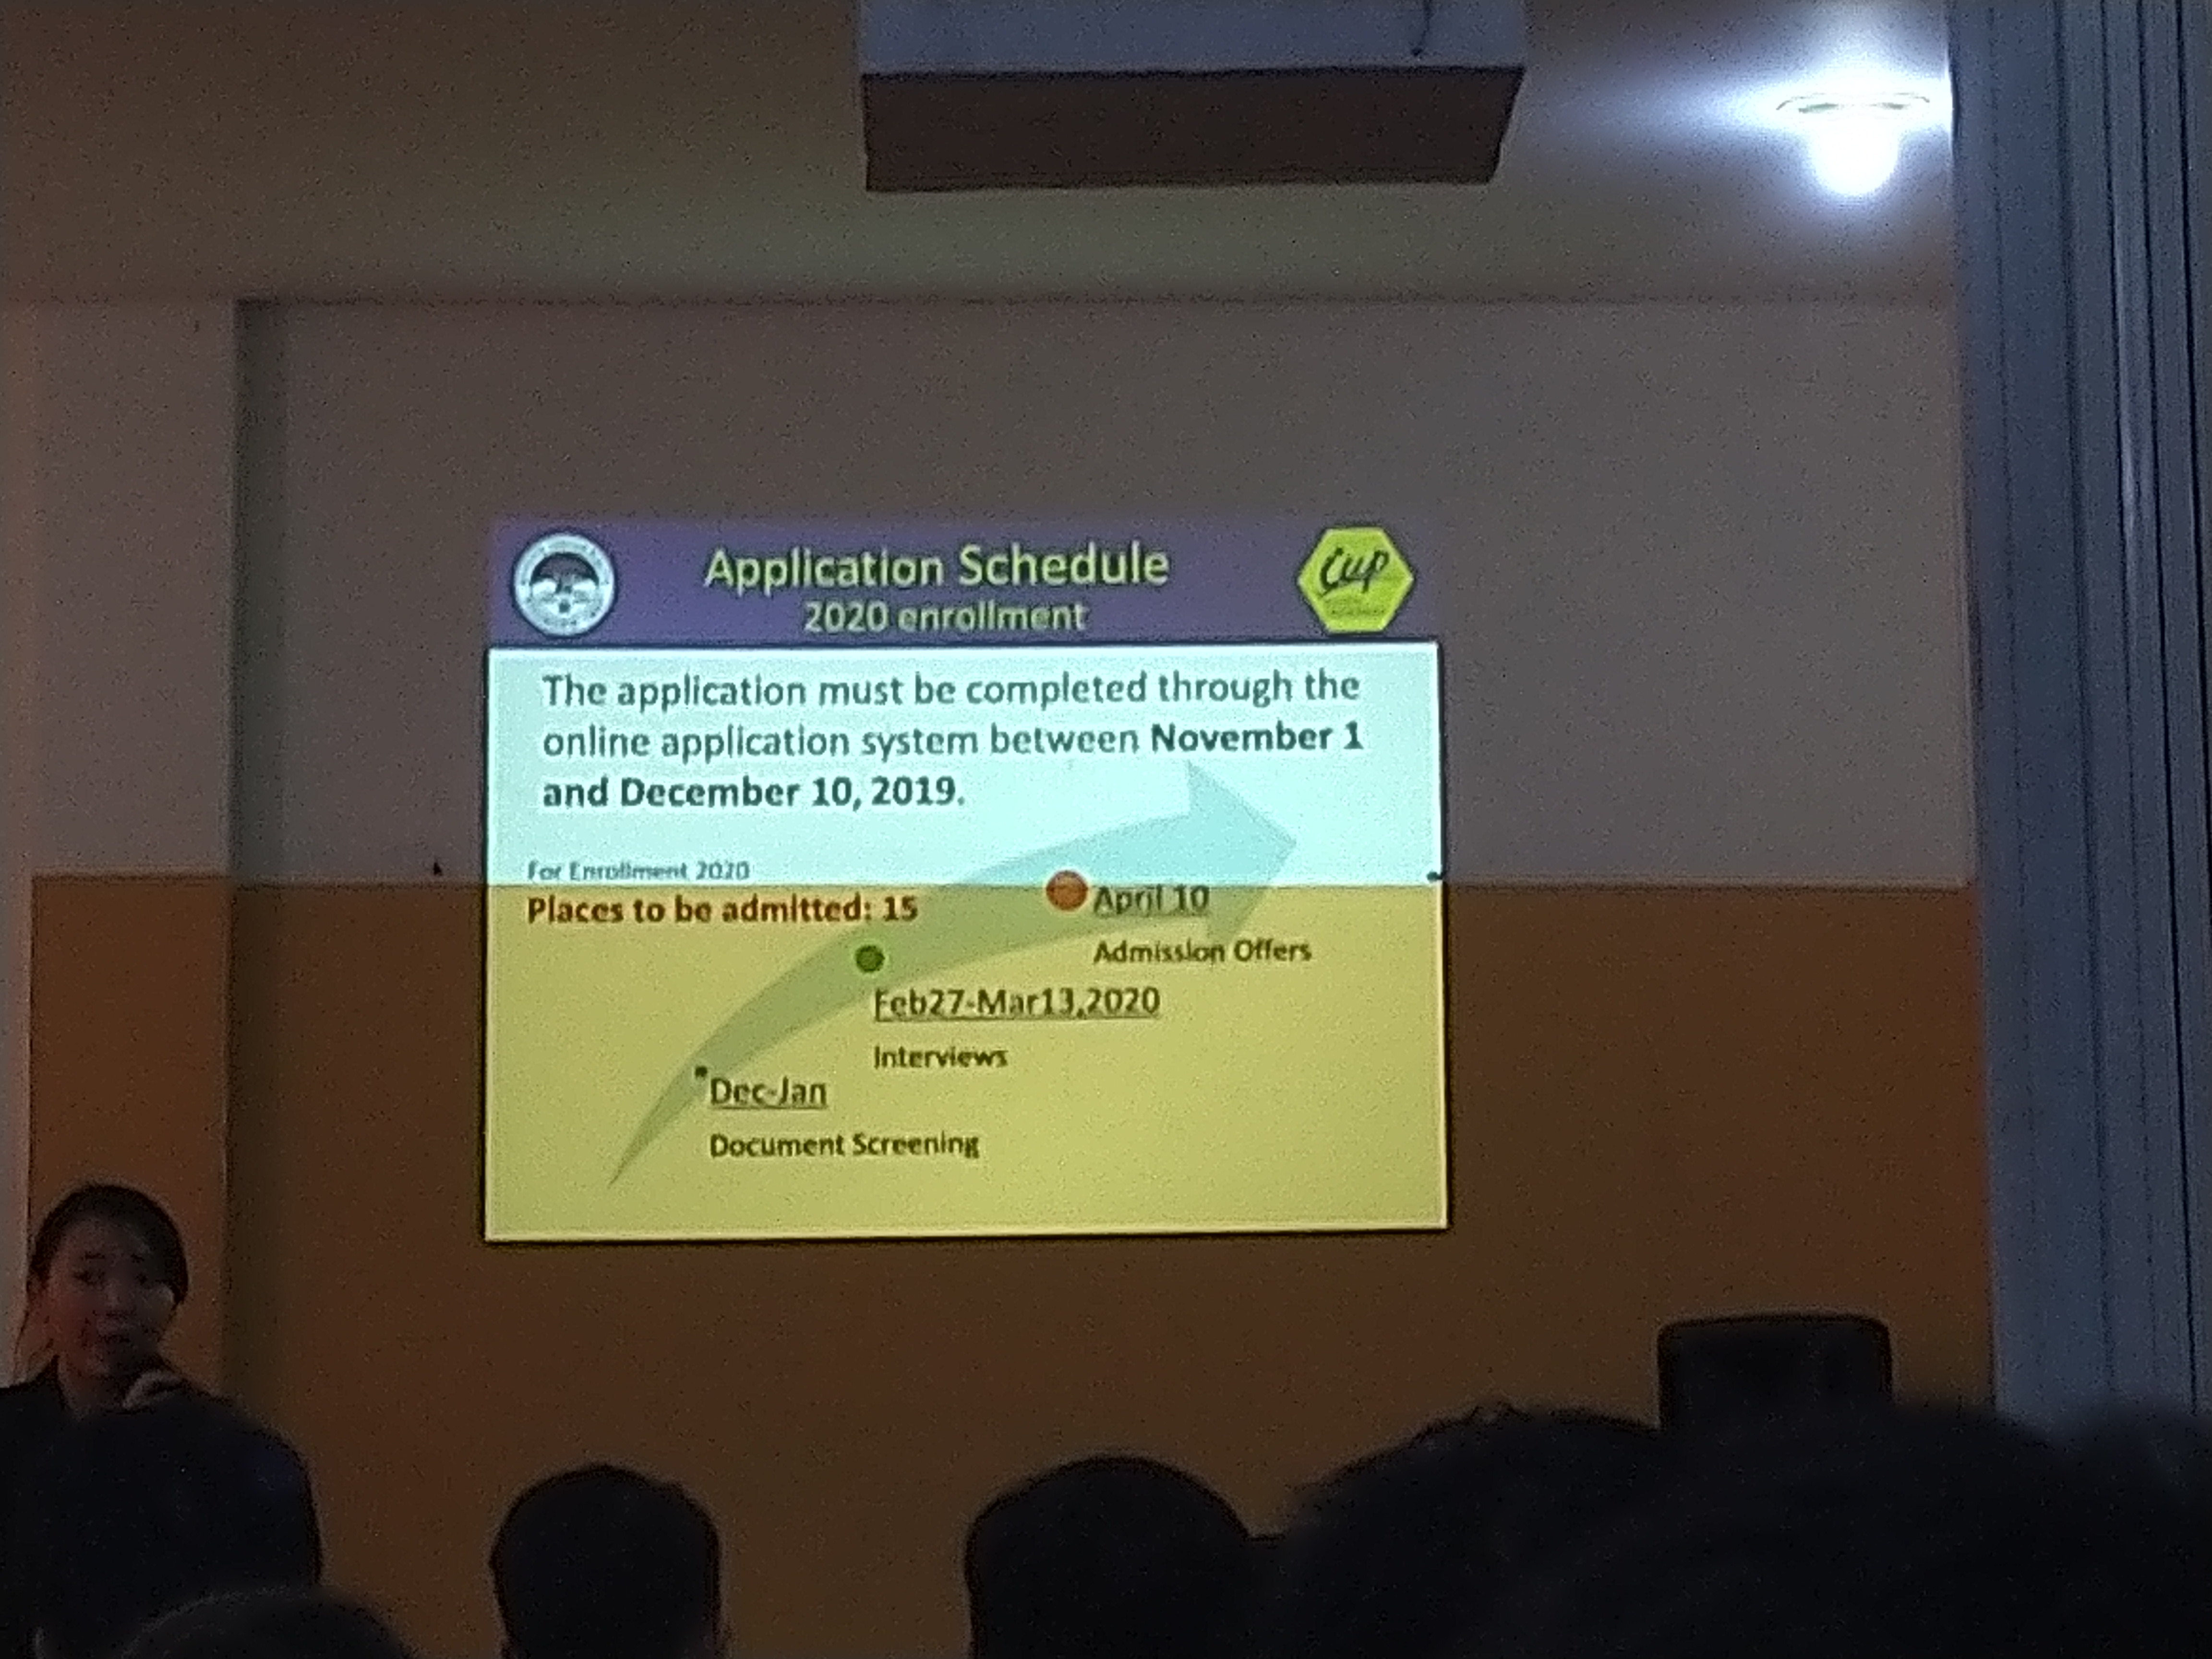 Application Schedule
2020 enrollment
cup
The application must be completed through the
online application system between November 1
and December 10, 2019.
For Enrollment 2020
Places to be admitted: 15
April 10
Admission Offers
Feb27-Mar13,2020
Interviews
Dec-Jan
Document Screening